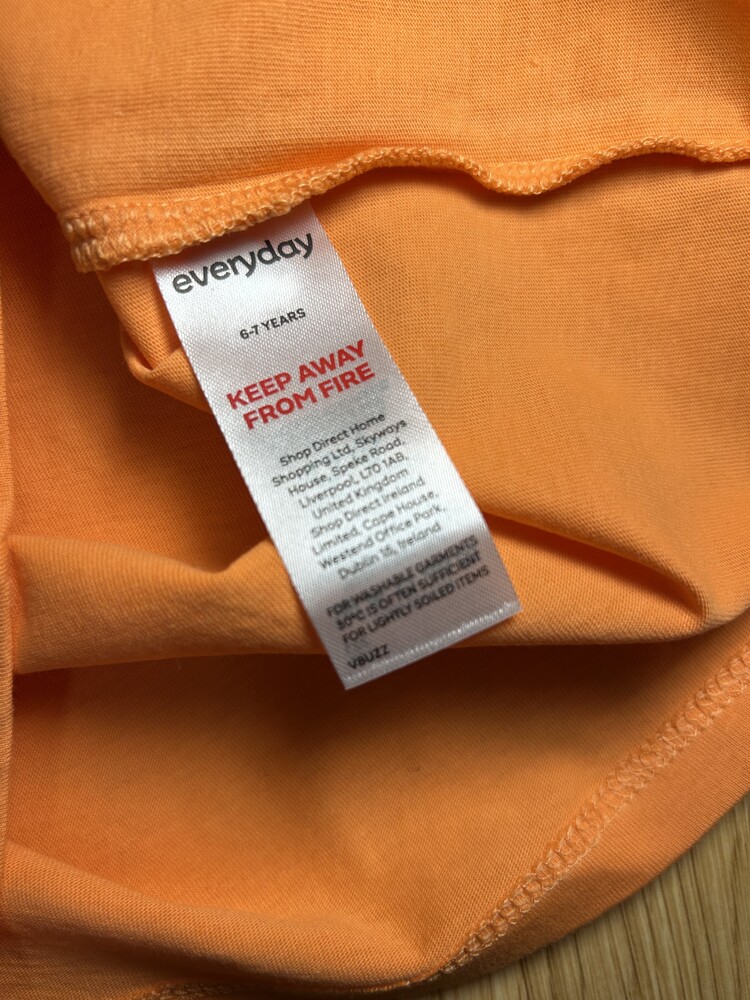 everyday
6-7 YEARS
KEEP AWAY
FROM FIRE
Shop Direct Home
Shopping Ltd, Skyways
House, Speke Road,
Liverpool, L70 1AB,
United Kingdom
Shop Direct Ireland
Limited, Cape House,
Westend Office Park,
Dublin 15, Ireland
FOR WASHABLE GARMENTS
30°C IS OFTEN SUFFICIENT
FOR LIGHTLY SOILED ITEMS
VBUZZ